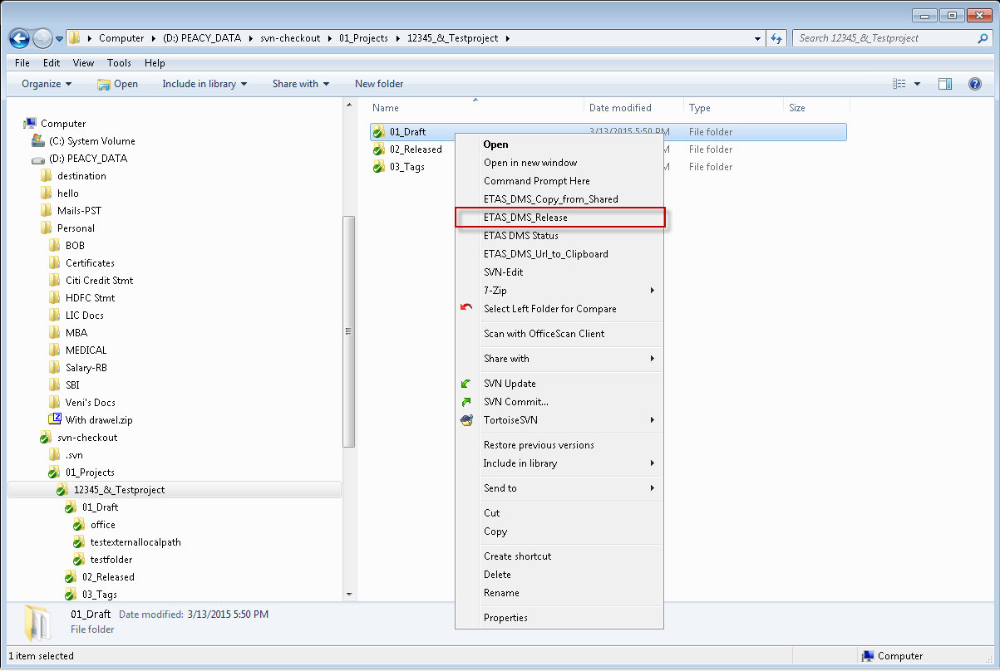 Computer (D:) PEACY_DATA svn-checkout 01_Projects 12345_&_Testproject
Search 12345_&_Testproject
File Edit View Tools Help
Organize Open Include in library Share with New folder
Computer
(C:) System Volume
(D:) PEACY_DATA
destination
hello
Mails-PST
Personal
BOB
Certificates
Citi Credit Stmt
HDFC Stmt
LIC Docs
MBA
MEDICAL
Salary-RB
SBI
Veni's Docs
With drawel.zip
svn-checkout
.svn
01_Projects
12345_&_Testproject
01_Draft
office
testexternallocalpath
testfolder
02_Released
03_Tags
Name Date modified Type Size
01_Draft 3/13/2015 5:50 PM File folder
02_Released M File folder
03_Tags M File folder
Open
Open in new window
Command Prompt Here
ETAS_DMS_Copy_from_Shared
ETAS_DMS_Release
ETAS DMS Status
ETAS_DMS_Url_to_Clipboard
SVN-Edit
7-Zip
Select Left Folder for Compare
Scan with OfficeScan Client
Share with
SVN Update
SVN Commit...
TortoiseSVN
Restore previous versions
Include in library
Send to
Cut
Copy
Create shortcut
Delete
Rename
Properties
01_Draft Date modified: 3/13/2015 5:50 PM
File folder
1 item selected
Computer